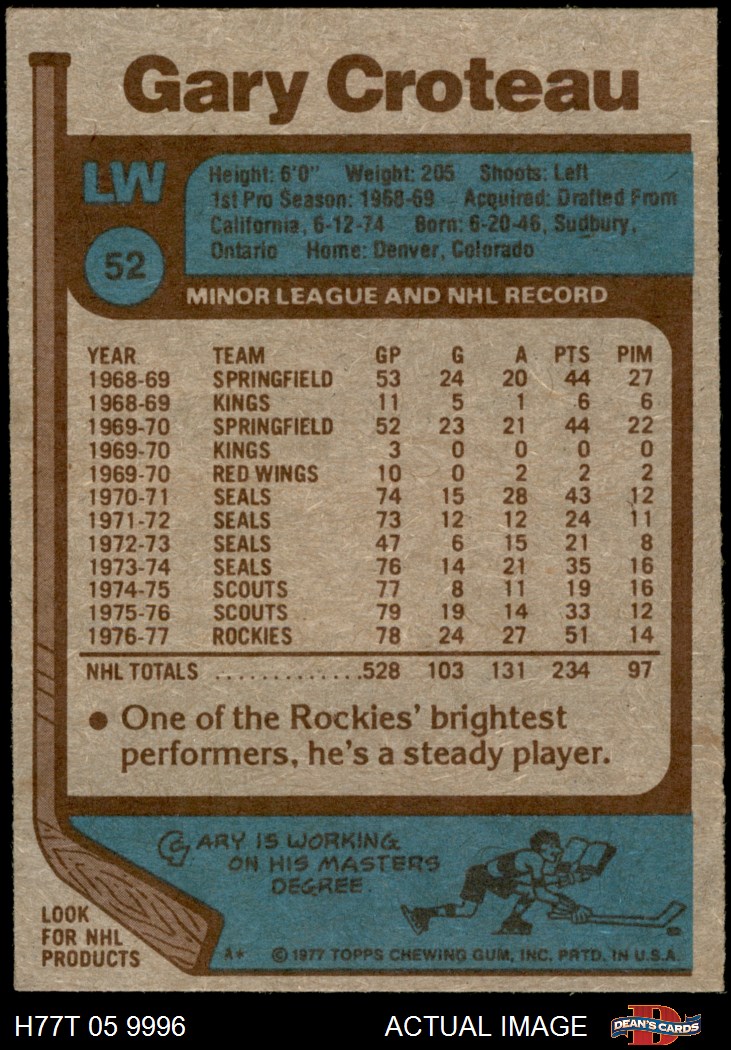 Gary Croteau
LW
Height: 6'0" Weight: 205 Shoots: Left
1st Pro Season: 1968-69 Acquired: Drafted From
California, 6-12-74 Born: 6-20-46, Sudbury,
Ontario Home: Denver, Colorado
52
MINOR LEAGUE AND NHL RECORD
YEAR TEAM GP G A PTS PIM
1968-69 SPRINGFIELD 53 24 20 44 27
1968-69 KINGS 11 5 1 6 6
1969-70 SPRINGFIELD 52 23 21 44 22
1969-70 KINGS 3 0 0 0 0
1969-70 RED WINGS 10 0 2 2 2
1970-71 SEALS 74 15 28 43 12
1971-72 SEALS 73 12 12 24 11
1972-73 SEALS 47 6 15 21 8
1973-74 SEALS 76 14 21 35 16
1974-75 SCOUTS 77 8 11 19 16
1975-76 SCOUTS 79 19 14 33 12
1976-77 ROCKIES 78 24 27 51 14
NHL TOTALS ..............528 103 131 234 97
● One of the Rockies' brightest
performers, he's a steady player.
GARY IS WORKING
ON HIS MASTERS
DEGREE.
LOOK
FOR NHL
PRODUCTS
A* © 1977 TOPPS CHEWING GUM, INC. PRTD. IN U.S.A.
H77T 05 9996 ACTUAL IMAGE
D
DEAN'S CARDS